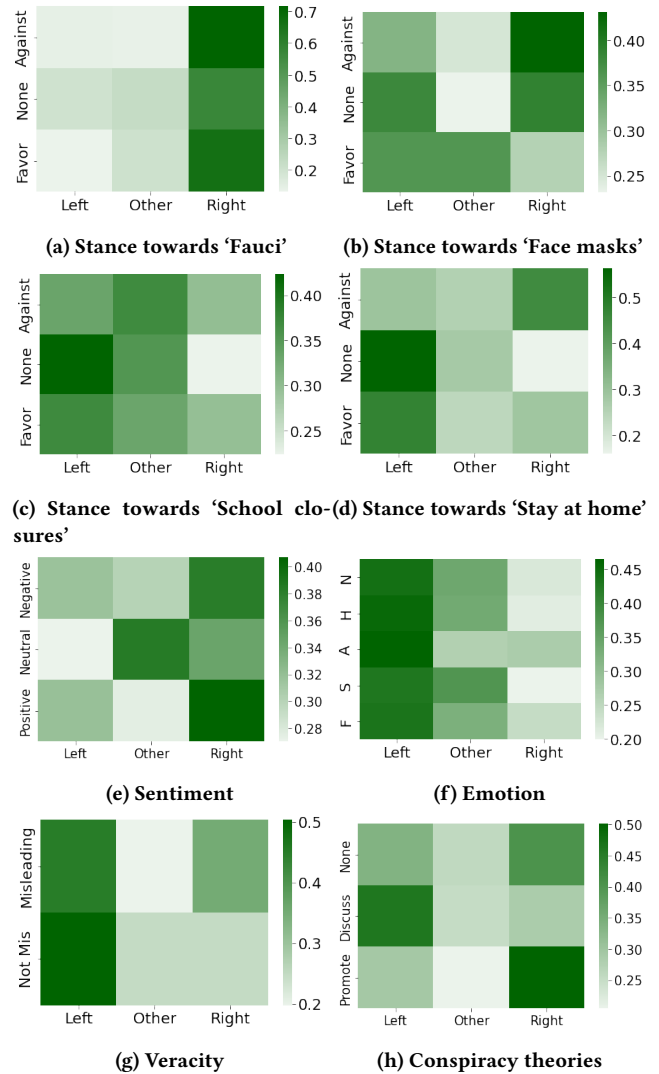 Against
None
Favor
Left Other Right
0.7
0.6
0.5
0.4
0.3
0.2
(a) Stance towards ‘Fauci’
Against
None
Favor
Left Other Right
0.40
0.35
0.30
0.25
(b) Stance towards ‘Face masks’
Against
None
Favor
Left Other Right
0.40
0.35
0.30
0.25
(c) Stance towards ‘School clo-
sures’
Against
None
Favor
Left Other Right
0.5
0.4
0.3
0.2
(d) Stance towards ‘Stay at home’
Negative
Neutral
Positive
Left Other Right
0.40
0.38
0.36
0.34
0.32
0.30
0.28
(e) Sentiment
N
H
A
S
F
Left Other Right
0.45
0.40
0.35
0.30
0.25
0.20
(f) Emotion
Misleading
Not Mis
Left Other Right
0.5
0.4
0.3
0.2
(g) Veracity
None
Discuss
Promote
Left Other Right
0.50
0.45
0.40
0.35
0.30
0.25
(h) Conspiracy theories